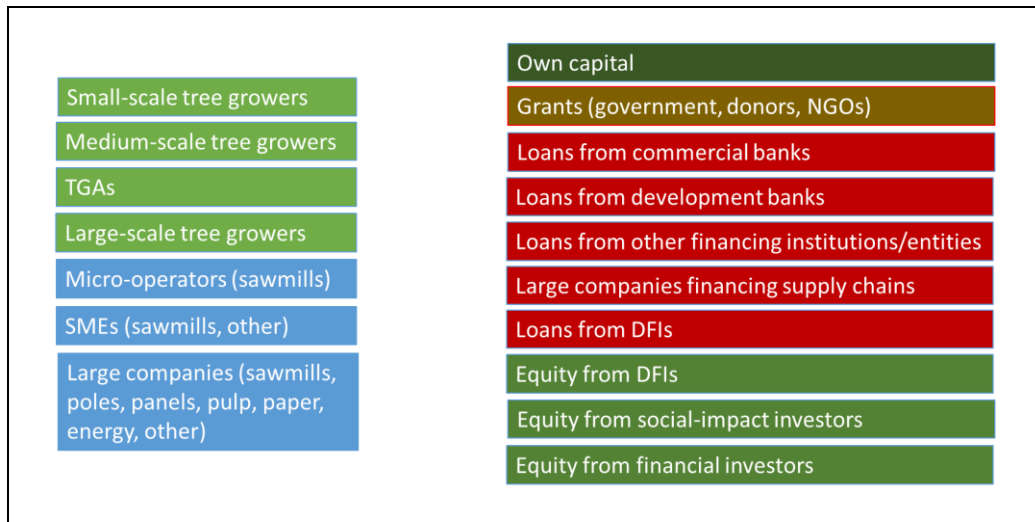 Small-scale tree growers
Medium-scale tree growers
TGAs
Large-scale tree growers
Micro-operators (sawmills)
SMEs (sawmills, other)
Large companies (sawmills,
poles, panels, pulp, paper,
energy, other)
Own capital
Grants (government, donors, NGOs)
Loans from commercial banks
Loans from development banks
Loans from other financing institutions/entities
Large companies financing supply chains
Loans from DFIs
Equity from DFIs
Equity from social-impact investors
Equity from financial investors